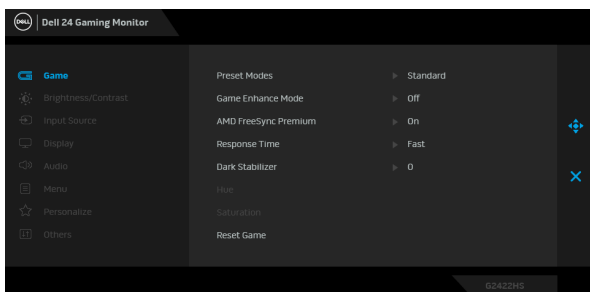 DELL
Dell 24 Gaming Monitor
Game
Brightness/Contrast
Input Source
Display
Audio
Menu
Personalize
Others
Preset Modes Standard
Game Enhance Mode Off
AMD FreeSync Premium On
Response Time Fast
Dark Stabilizer 0
Hue
Saturation
Reset Game
G2422HS